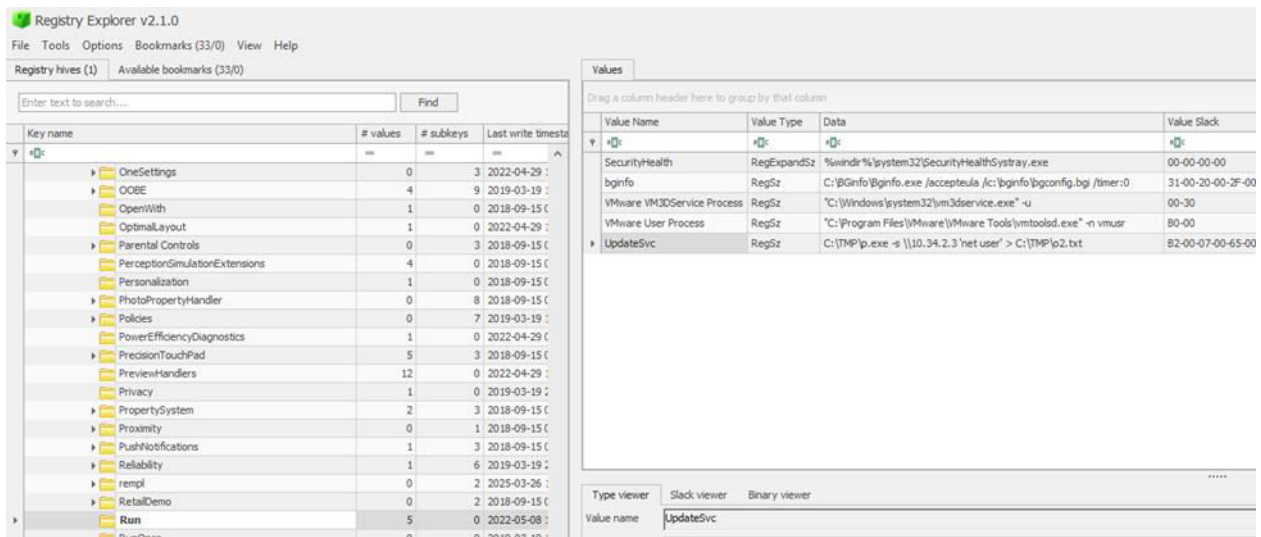 Registry Explorer v2.1.0
File Tools Options Bookmarks (33/0) View Help
Registry hives (1) Available bookmarks (33/0)
Enter text to search... Find
Key name # values # subkeys Last write timesta
= = =
OneSettings 0 3 2022-04-29
OOBE 4 9 2019-03-19
OpenWith 1 0 2018-09-15
OptimalLayout 1 0 2022-04-29
Parental Controls 0 3 2018-09-15
PerceptionSimulationExtensions 4 0 2018-09-15
Personalization 1 0 2018-09-15
PhotoPropertyHandler 0 8 2018-09-15
Policies 0 7 2019-03-19
PowerEfficiencyDiagnostics 1 0 2022-04-29
PrecisionTouchPad 5 3 2018-09-15
PreviewHandlers 12 0 2022-04-29
Privacy 1 0 2019-03-19
PropertySystem 2 3 2018-09-15
Proximity 0 1 2018-09-15
PushNotifications 1 3 2018-09-15
Reliability 1 6 2019-03-19
rempl 0 2 2025-03-26
RetailDemo 0 2 2018-09-15
Run 5 0 2022-05-08
Values
Drag a column header here to group by that column
Value Name Value Type Data Value Slack
SecurityHealth RegExpandSz %windir%\system32\SecurityHealthSystray.exe 00-00-00-00
bginfo RegSz C:\BGinfo\Bginfo.exe /accepteula /ic:\bginfo\bgconfig.bgi /timer:0 31-00-20-00-2F-00
VMware VM3DService Process RegSz "C:\Windows\system32\vm3dservice.exe" -u 00-30
VMware User Process RegSz "C:\Program Files\VMware\VMware Tools\vmtoolsd.exe" -n vmusr B0-00
UpdateSvc RegSz C:\TMP\p.exe -s \\10.34.2.3 'net user' > C:\TMP\o2.txt B2-00-07-00-65-00
Type viewer Slack viewer Binary viewer
Value name UpdateSvc